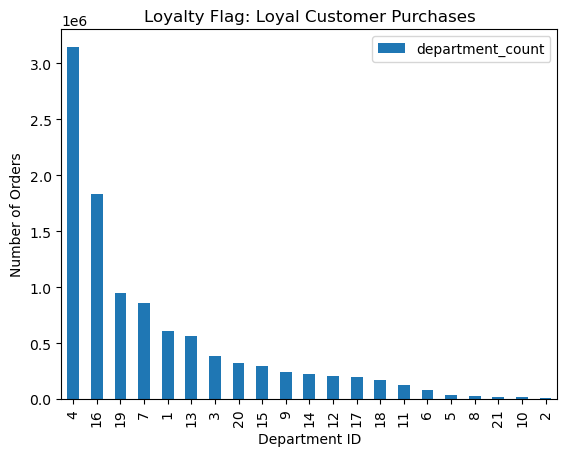 Loyalty Flag: Loyal Customer Purchases
1e6
department_count
3.0
2.5
2.0
1.5
1.0
0.5
0.0
Number of Orders
4 16 19 7 1 13 3 20 15 9 14 12 17 18 11 6 5 8 21 10 2
Department ID